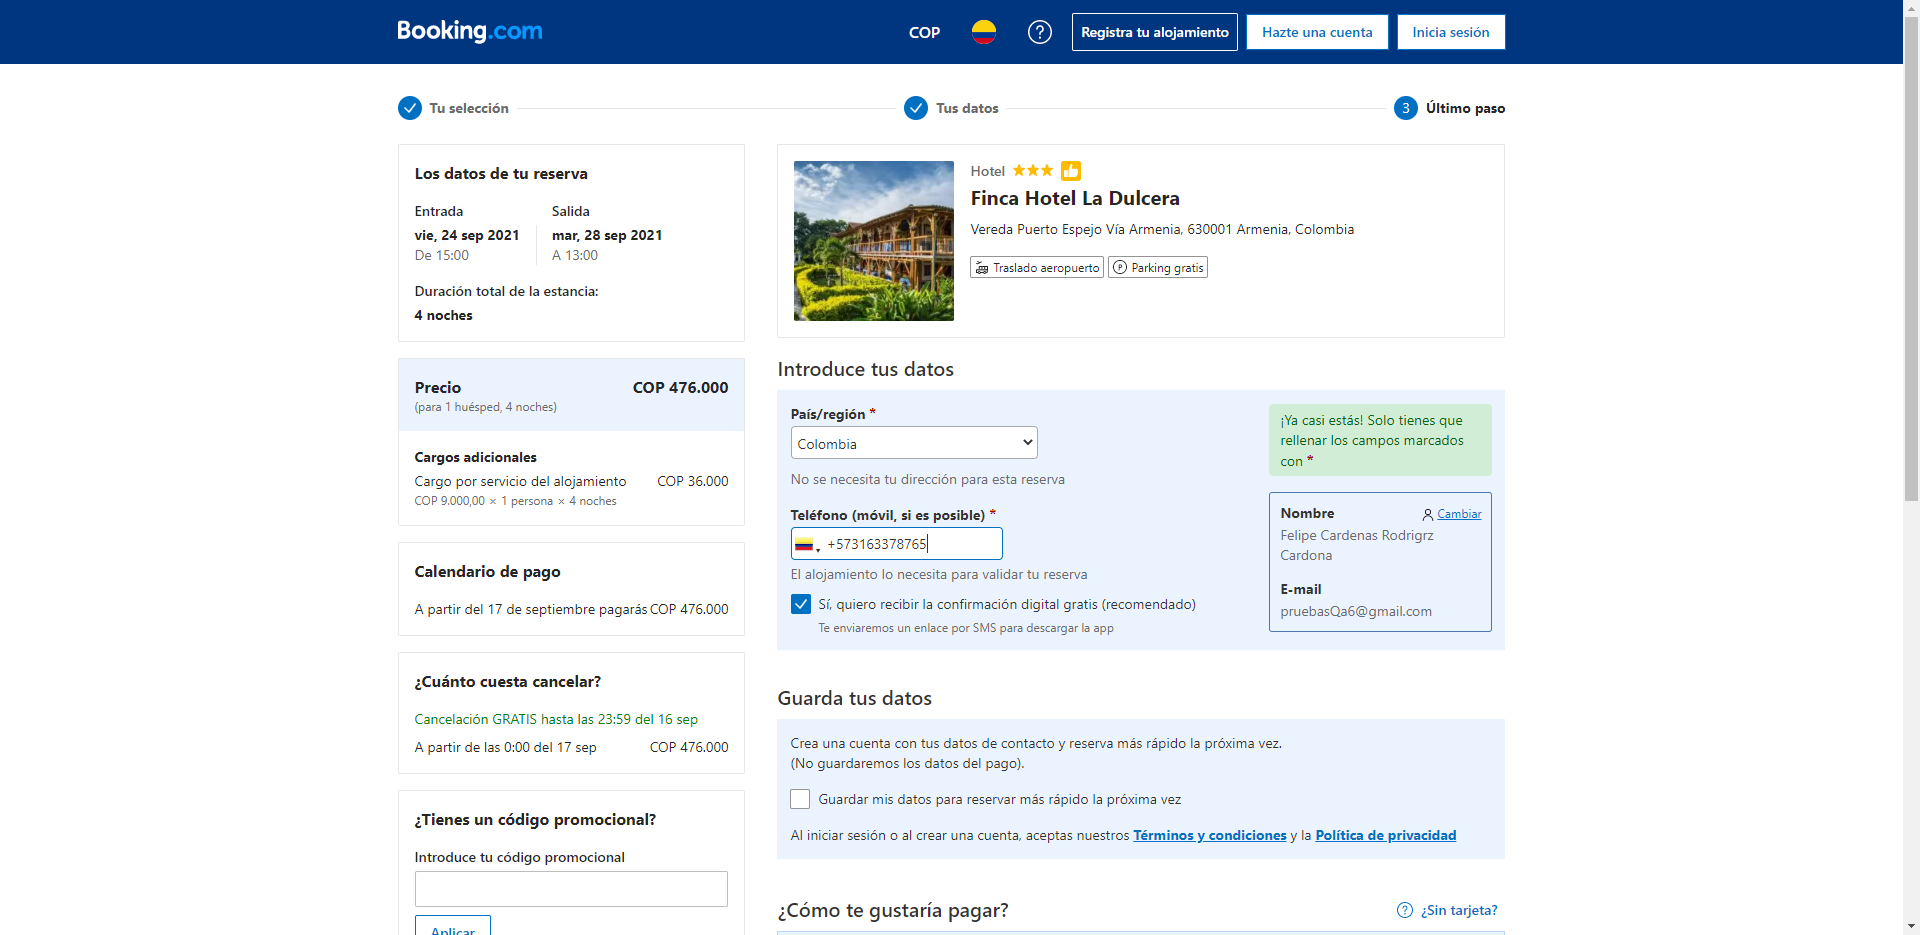 Booking.com
COP
?
Registra tu alojamiento
Hazte una cuenta
Inicia sesión
Tu selección
Tus datos
3 Último paso
Los datos de tu reserva
Entrada
vie, 24 sep 2021
De 15:00
Salida
mar, 28 sep 2021
A 13:00
Duración total de la estancia:
4 noches
Precio COP 476.000
(para 1 huésped, 4 noches)
Cargos adicionales
Cargo por servicio del alojamiento COP 36.000
COP 9.000,00 × 1 persona × 4 noches
Calendario de pago
A partir del 17 de septiembre pagarás COP 476.000
¿Cuánto cuesta cancelar?
Cancelación GRATIS hasta las 23:59 del 16 sep
A partir de las 0:00 del 17 sep COP 476.000
¿Tienes un código promocional?
Introduce tu código promocional
Aplicar
Hotel
Finca Hotel La Dulcera
Vereda Puerto Espejo Vía Armenia, 630001 Armenia, Colombia
Traslado aeropuerto
P Parking gratis
Introduce tus datos
País/región *
Colombia
No se necesita tu dirección para esta reserva
Teléfono (móvil, si es posible) *
+573163378765
El alojamiento lo necesita para validar tu reserva
Sí, quiero recibir la confirmación digital gratis (recomendado)
Te enviaremos un enlace por SMS para descargar la app
¡Ya casi estás! Solo tienes que
rellenar los campos marcados
con *
Nombre Cambiar
Felipe Cardenas Rodrigrz
Cardona
E-mail
pruebasQa6@gmail.com
Guarda tus datos
Crea una cuenta con tus datos de contacto y reserva más rápido la próxima vez.
(No guardaremos los datos del pago).
Guardar mis datos para reservar más rápido la próxima vez
Al iniciar sesión o al crear una cuenta, aceptas nuestros Términos y condiciones y la Política de privacidad
¿Cómo te gustaría pagar?
? ¿Sin tarjeta?